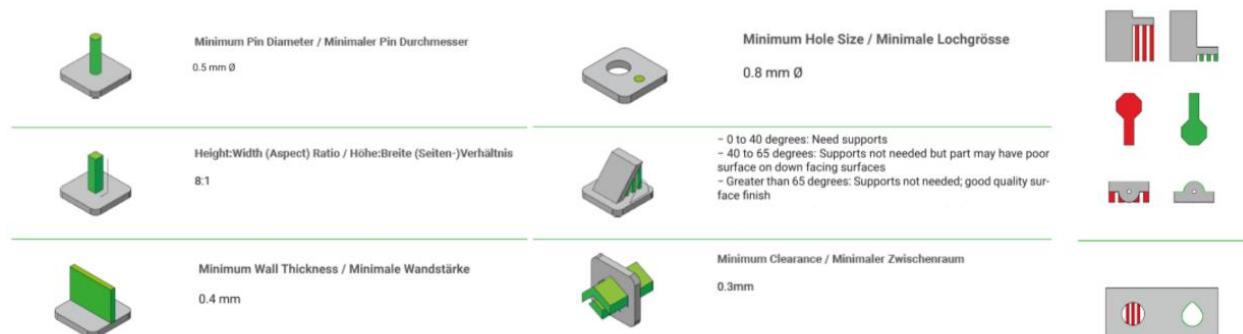 Minimum Pin Diameter / Minimaler Pin Durchmesser
0.5 mm Ø
Minimum Hole Size / Minimale Lochgrösse
0.8 mm Ø
Height:Width (Aspect) Ratio / Höhe:Breite (Seiten-)Verhältnis
8:1
– 0 to 40 degrees: Need supports
– 40 to 65 degrees: Supports not needed but part may have poor
surface on down facing surfaces
– Greater than 65 degrees: Supports not needed; good quality sur-
face finish
Minimum Wall Thickness / Minimale Wandstärke
0.4 mm
Minimum Clearance / Minimaler Zwischenraum
0.3mm